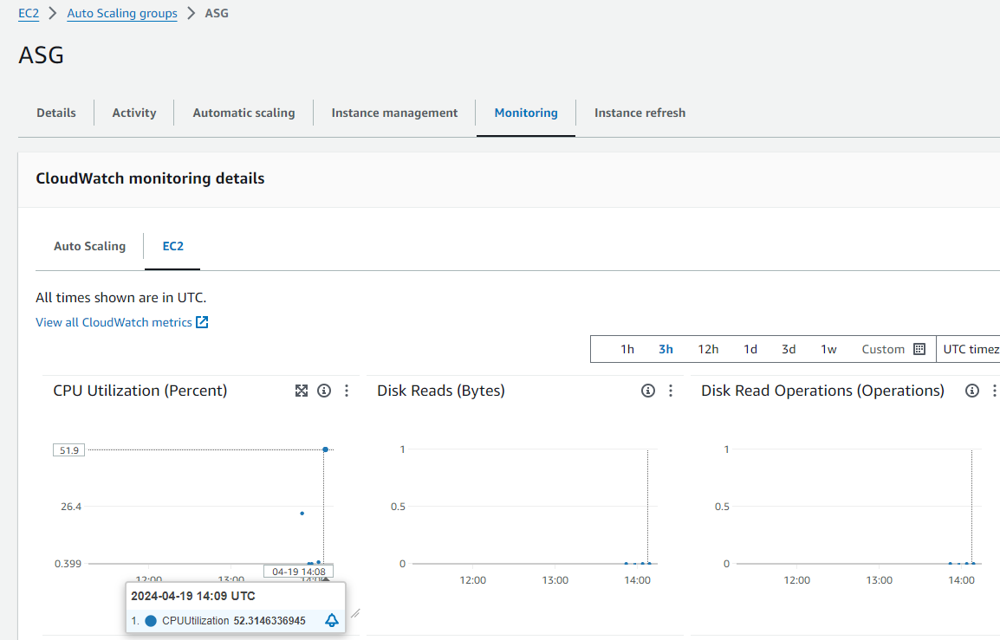 EC2 > Auto Scaling groups > ASG
ASG
Details Activity Automatic scaling Instance management Monitoring Instance refresh
CloudWatch monitoring details
Auto Scaling EC2
All times shown are in UTC.
View all CloudWatch metrics
1h 3h 12h 1d 3d 1w Custom UTC timez
CPU Utilization (Percent) Disk Reads (Bytes) Disk Read Operations (Operations)
51.9 1 1
26.4 0.5 0.5
0.399 0 0
04-19 14:08
12:00 13:00 14:00 12:00 13:00 14:00 12:00 13:00 14:00
2024-04-19 14:09 UTC
1. CPUUtilization 52.3146336945